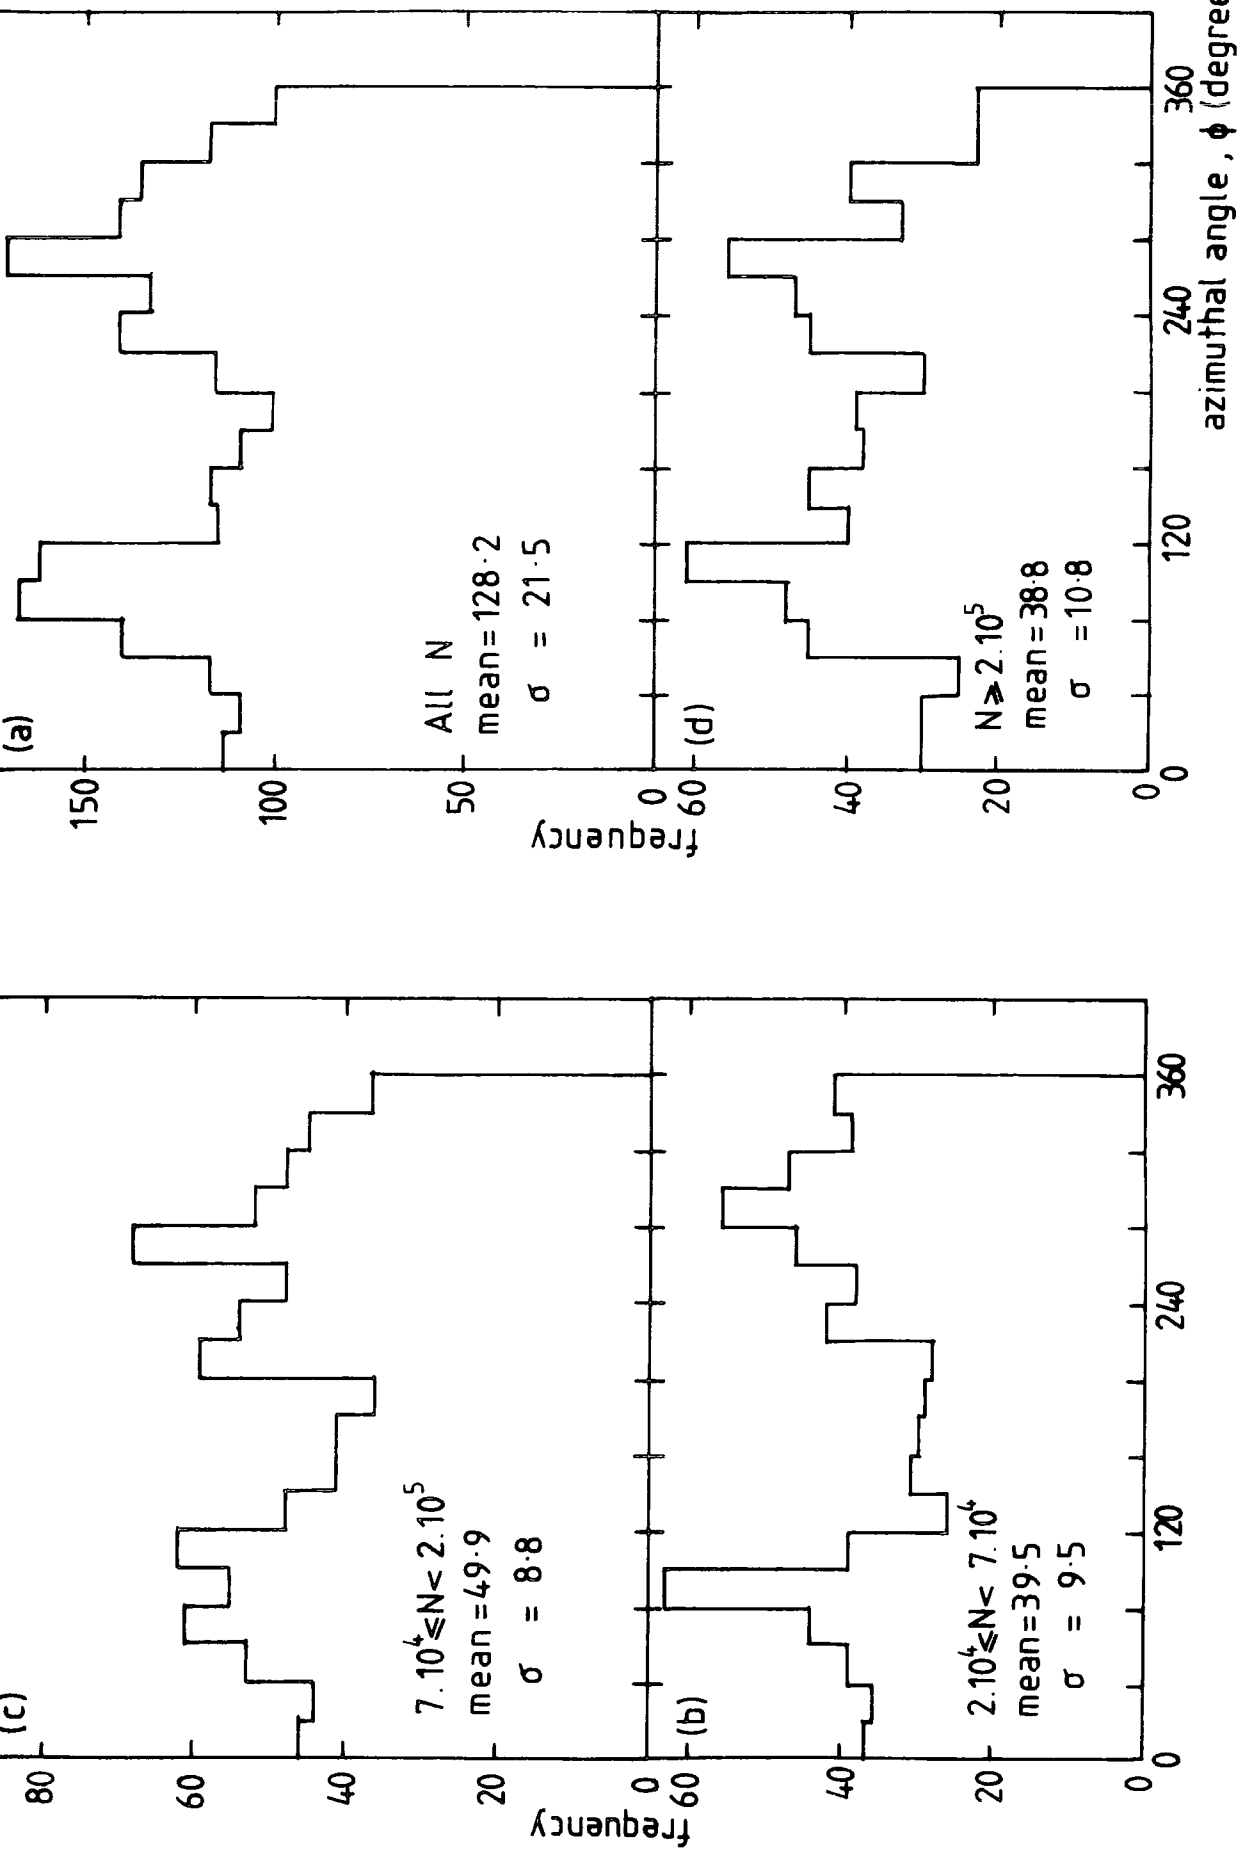 (a)
All N
mean = 128·2
σ = 21·5
150
100
50
0
frequency
(d)
N ⩾ 2.10⁵
mean = 38·8
σ = 10·8
60
40
20
0
0
120
240
360
azimuthal angle, ϕ (degree
(c)
7.10⁴ ⩽ N < 2.10⁵
mean = 49·9
σ = 8·8
80
60
40
20
0
frequency
(b)
2.10⁴ ⩽ N < 7.10⁴
mean = 39·5
σ = 9·5
60
40
20
0
0
120
240
360